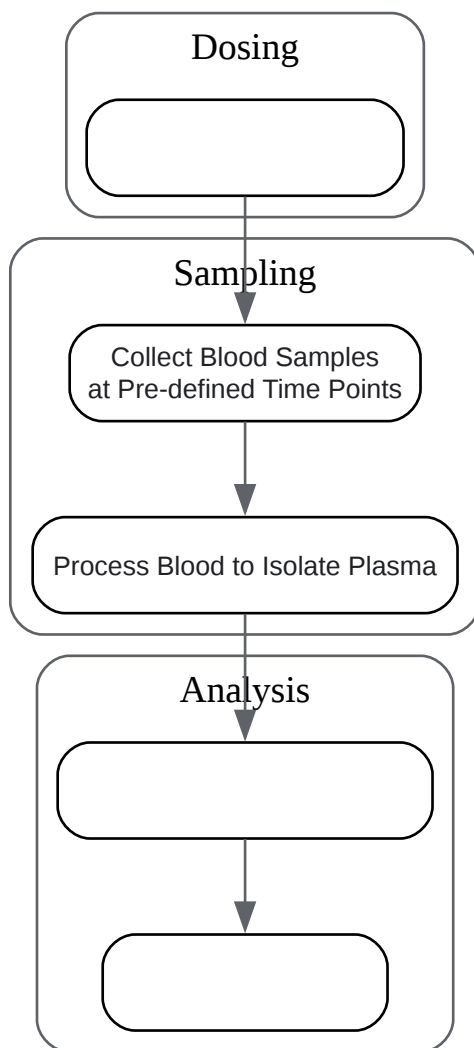 Dosing
Sampling
Collect Blood Samples
at Pre-defined Time Points
Process Blood to Isolate Plasma
Analysis